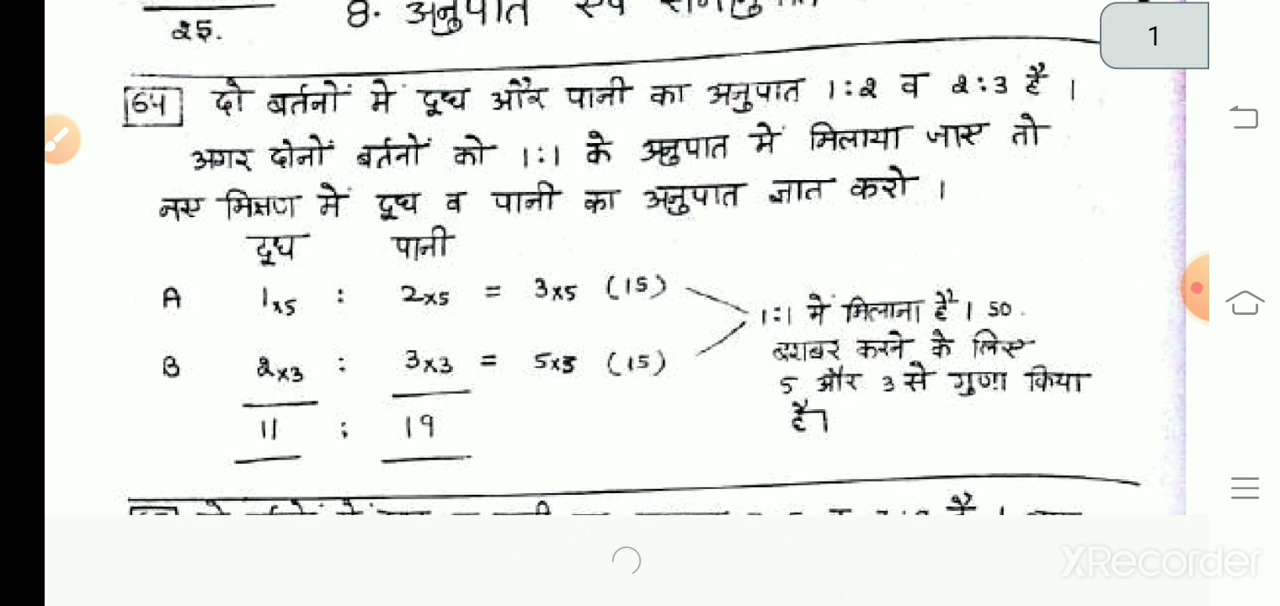 25.
8. अनुपात एवं
1
64 दो बर्तनों में दूध और पानी का अनुपात 1:2 व 2:3 है ।
अगर दोनों बर्तनों को 1:1 के अनुपात में मिलाया जाए तो
नए मिश्रण में दूध व पानी का अनुपात ज्ञात करो ।
दूध पानी
A 1x5 : 2x5 = 3x5 (15)
B 2x3 : 3x3 = 5x3 (15)
11 : 19
1:1 में मिलाना है । so.
बराबर करने के लिए
5 और 3 से गुणा किया
है।
XRecorder